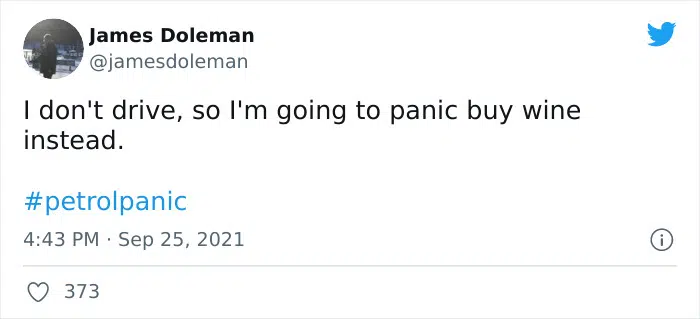 James Doleman
@jamesdoleman
I don't drive, so I'm going to panic buy wine
instead.
#petrolpanic
4:43 PM · Sep 25, 2021
373